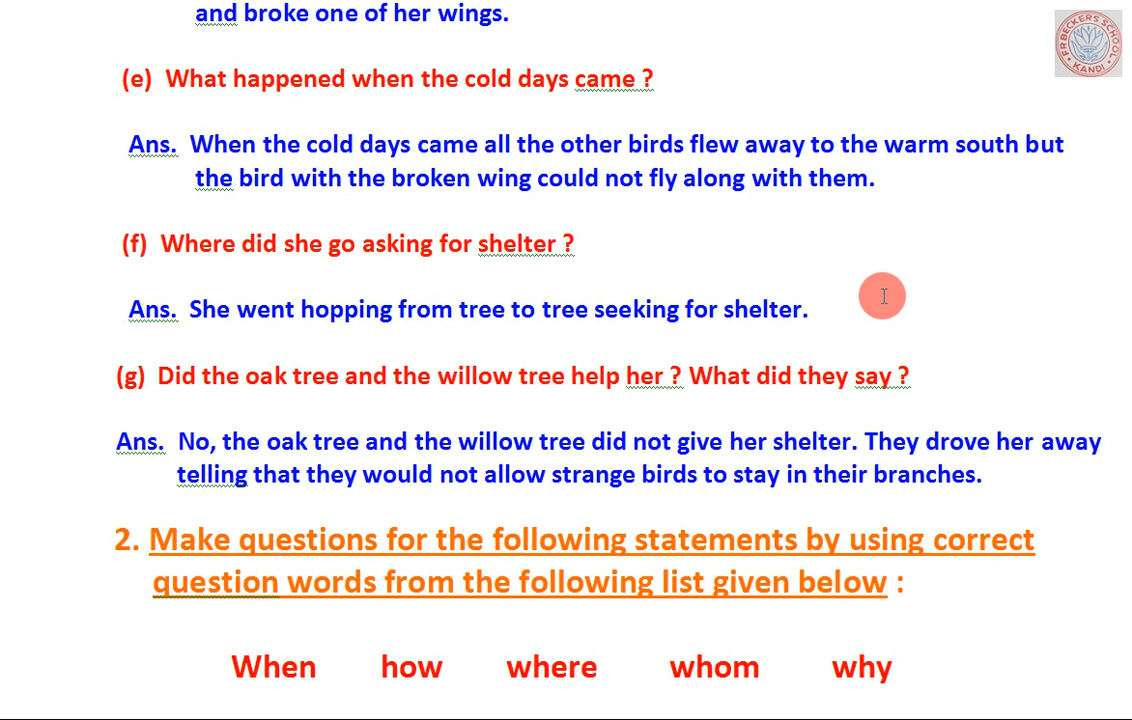 and broke one of her wings.
FR BECKERS SCHOOL
KANDI
(e) What happened when the cold days came ?
Ans. When the cold days came all the other birds flew away to the warm south but
the bird with the broken wing could not fly along with them.
(f) Where did she go asking for shelter ?
Ans. She went hopping from tree to tree seeking for shelter.
(g) Did the oak tree and the willow tree help her ? What did they say ?
Ans. No, the oak tree and the willow tree did not give her shelter. They drove her away
telling that they would not allow strange birds to stay in their branches.
2. Make questions for the following statements by using correct
question words from the following list given below :
When how where whom why